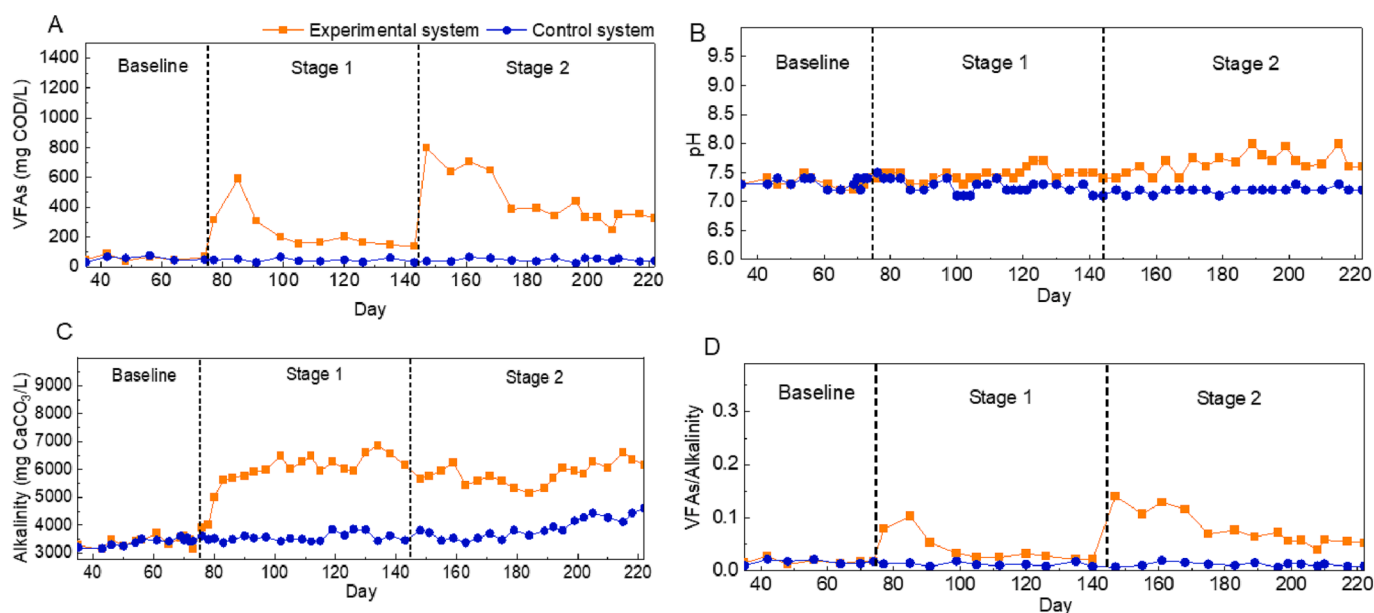 A
Experimental system
Control system
Baseline
Stage 1
Stage 2
VFAs (mg COD/L)
1400
1200
1000
800
600
400
200
0
40 60 80 100 120 140 160 180 200 220
Day
B
Baseline
Stage 1
Stage 2
pH
10.0
9.5
9.0
8.5
8.0
7.5
7.0
6.5
6.0
40 60 80 100 120 140 160 180 200 220
Day
C
Baseline
Stage 1
Stage 2
Alkalinity (mg CaCO₃/L)
9000
8000
7000
6000
5000
4000
3000
40 60 80 100 120 140 160 180 200 220
Day
D
Baseline
Stage 1
Stage 2
VFAs/Alkalinity
0.3
0.2
0.1
0.0
40 60 80 100 120 140 160 180 200 220
Day